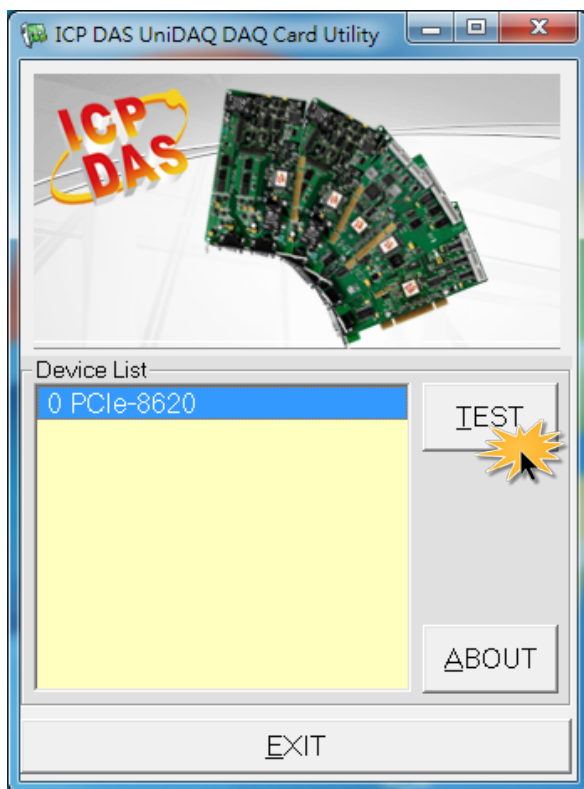 ICP DAS UniDAQ DAQ Card Utility
ICP
DAS
Device List
0 PCIe-8620
TEST
ABOUT
EXIT